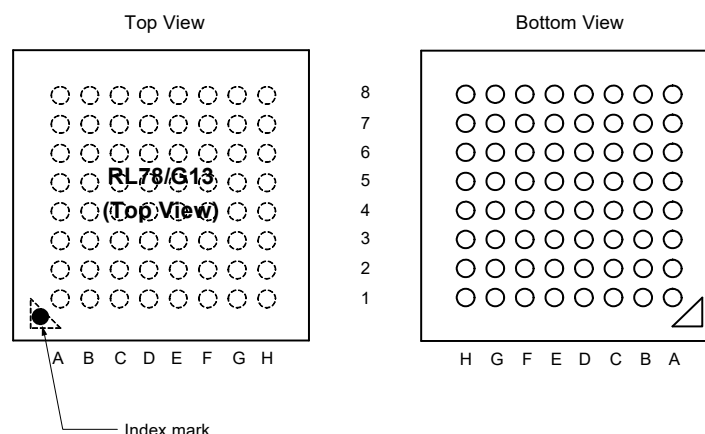 Top View
Bottom View
RL78/G13
(Top View)
8
7
6
5
4
3
2
1
A B C D E F G H
H G F E D C B A
Index mark